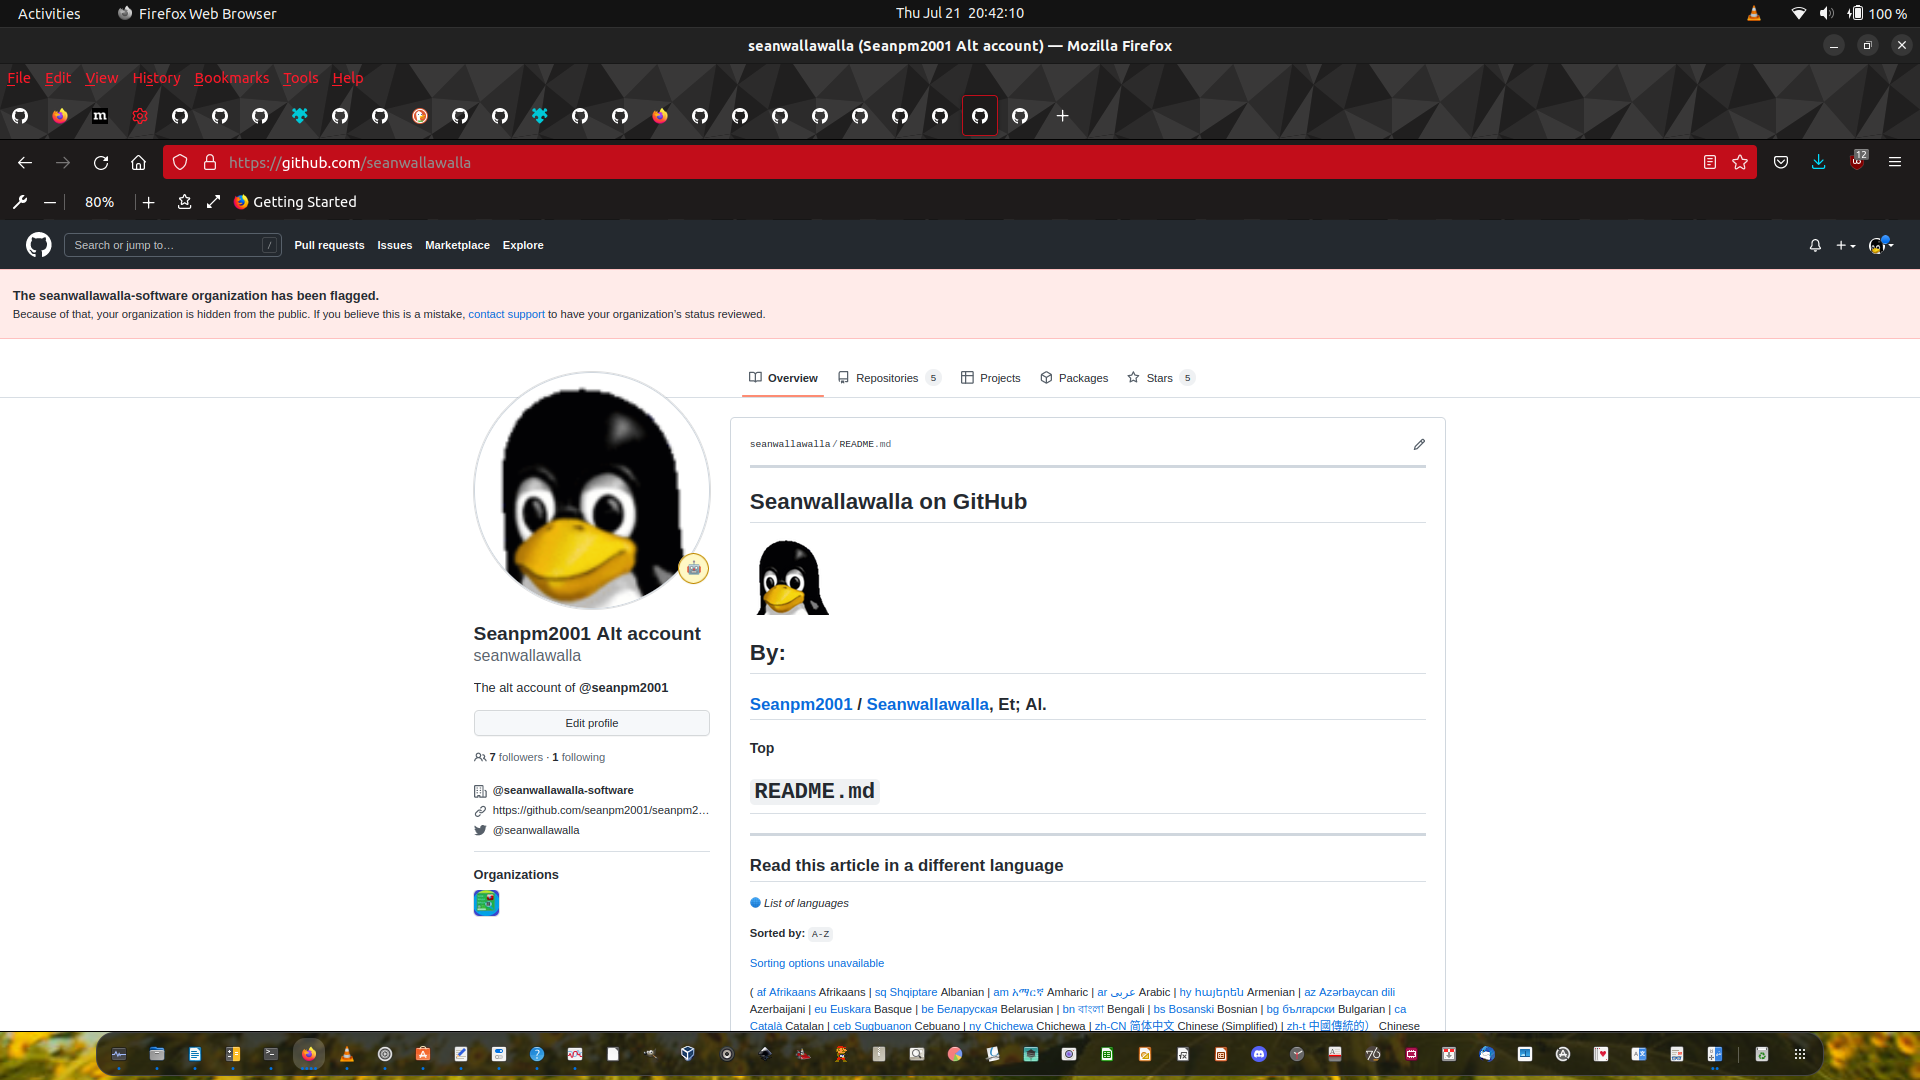 Activities
Firefox Web Browser
Thu Jul 21 20:42:10
100 %
seanwallawalla (Seanpm2001 Alt account) — Mozilla Firefox
File Edit View History Bookmarks Tools Help
https://github.com/seanwallawalla
12
80%
Getting Started
Search or jump to…
/
Pull requests Issues Marketplace Explore
The seanwallawalla-software organization has been flagged.
Because of that, your organization is hidden from the public. If you believe this is a mistake, contact support to have your organization's status reviewed.
Overview Repositories 5 Projects Packages Stars 5
Seanpm2001 Alt account
seanwallawalla
The alt account of @seanpm2001
Edit profile
7 followers · 1 following
@seanwallawalla-software
https://github.com/seanpm2001/seanpm2…
@seanwallawalla
Organizations
seanwallawalla/README.md
Seanwallawalla on GitHub
By:
Seanpm2001 / Seanwallawalla, Et; Al.
Top
README.md
Read this article in a different language
List of languages
Sorted by: A-Z
Sorting options unavailable
( af Afrikaans Afrikaans | sq Shqiptare Albanian | am አማርኛ Amharic | ar عربى Arabic | hy հայերեն Armenian | az Azərbaycan dili
Azerbaijani | eu Euskara Basque | be Беларуская Belarusian | bn বাংলা Bengali | bs Bosanski Bosnian | bg български Bulgarian | ca
Català Catalan | ceb Sugbuanon Cebuano | ny Chichewa Chichewa | zh-CN 简体中文 Chinese (Simplified) | zh-t 中國傳統的） Chinese